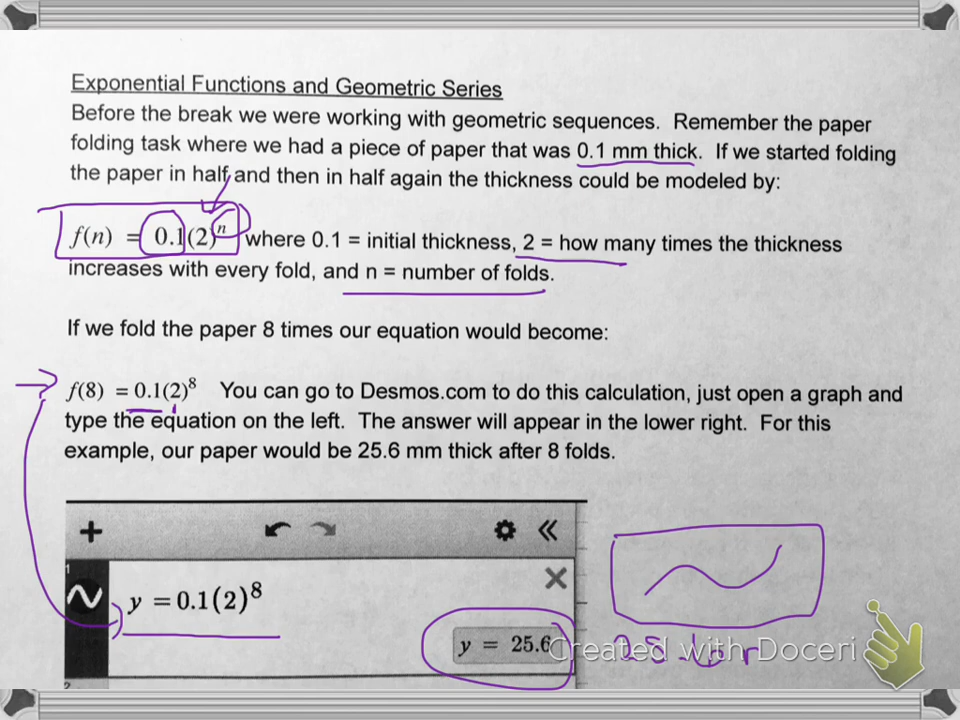 Exponential Functions and Geometric Series
Before the break we were working with geometric sequences. Remember the paper
folding task where we had a piece of paper that was 0.1 mm thick. If we started folding
the paper in half and then in half again the thickness could be modeled by:
f(n) = 0.1(2)ⁿ where 0.1 = initial thickness, 2 = how many times the thickness
increases with every fold, and n = number of folds.
If we fold the paper 8 times our equation would become:
f(8) = 0.1(2)⁸ You can go to Desmos.com to do this calculation, just open a graph and
type the equation on the left. The answer will appear in the lower right. For this
example, our paper would be 25.6 mm thick after 8 folds.
+
1
y = 0.1(2)⁸
y = 25.6
Created with Doceri
25.6
2